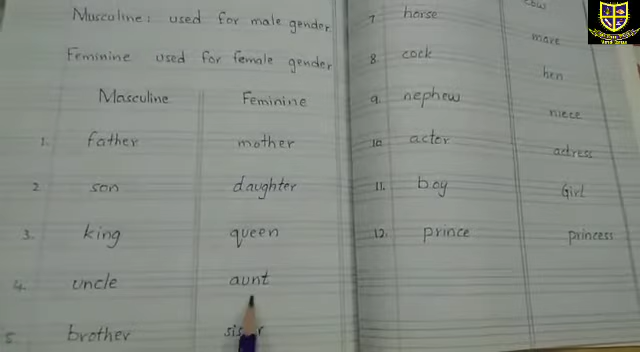 Masculine: used for male gender
Feminine used for female gender
Masculine Feminine
1. father mother
2. son daughter
3. king queen
4. uncle aunt
5. brother
cow
7 horse mare
8. cock hen
9. nephew niece
10 actor actress
11. boy Girl
12. prince princess